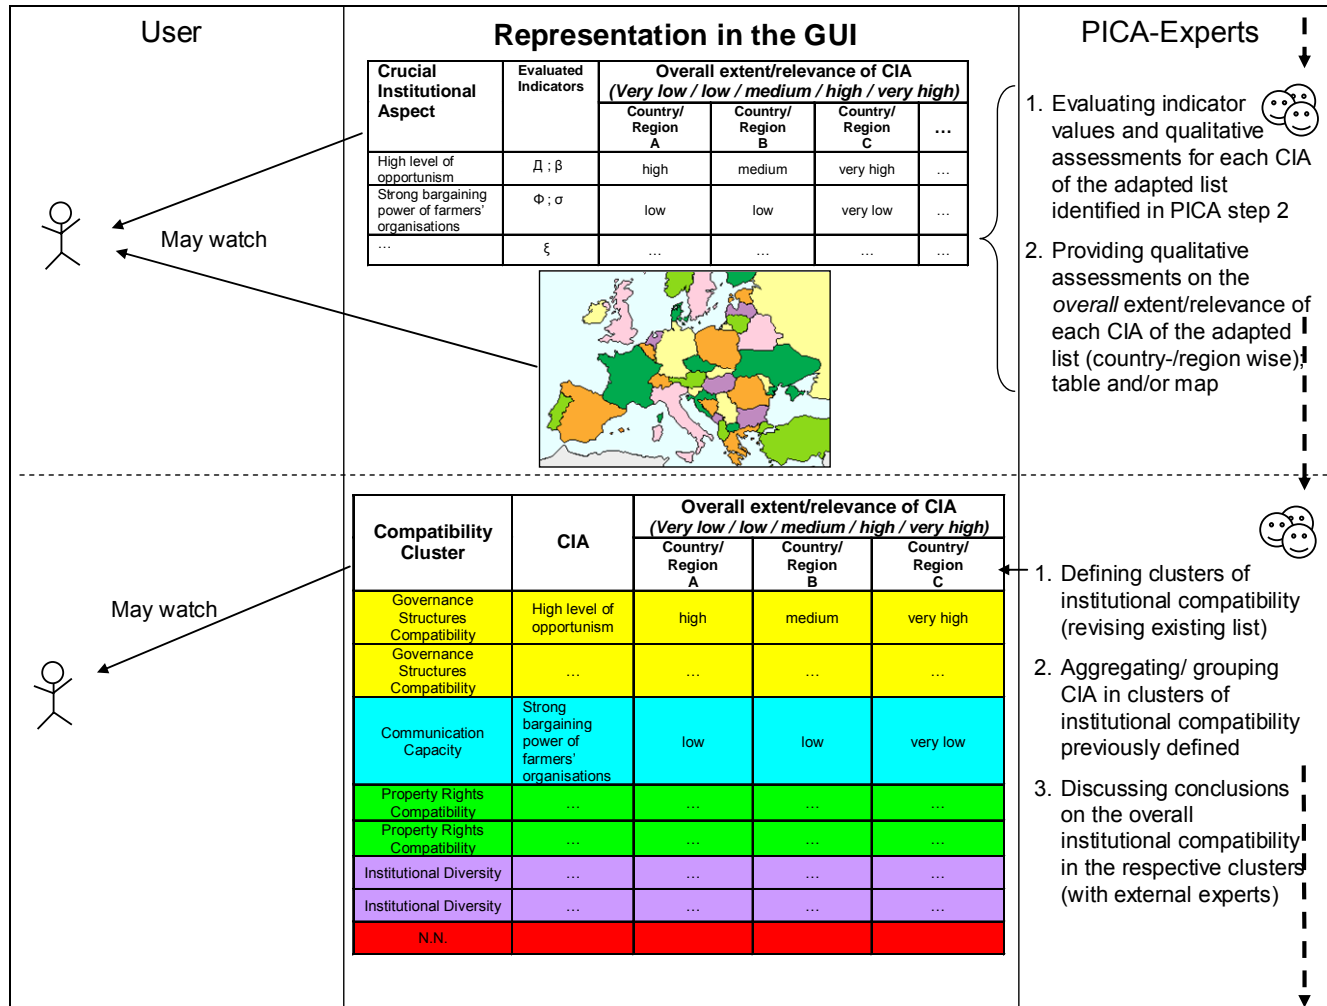 User
Representation in the GUI
PICA-Experts
Crucial
Institutional
Aspect
Evaluated
Indicators
Overall extent/relevance of CIA
(Very low / low / medium / high / very high)
Country/
Region
A
Country/
Region
B
Country/
Region
C
…
High level of
opportunism
Д ; β
high
medium
very high
…
Strong bargaining
power of farmers'
organisations
Φ ; σ
low
low
very low
…
…
ξ
…
…
…
…
May watch
1. Evaluating indicator
values and qualitative
assessments for each CIA
of the adapted list
identified in PICA step 2
2. Providing qualitative
assessments on the
overall extent/relevance of
each CIA of the adapted
list (country-/region wise);
table and/or map
Compatibility
Cluster
CIA
Overall extent/relevance of CIA
(Very low / low / medium / high / very high)
Country/
Region
A
Country/
Region
B
Country/
Region
C
Governance
Structures
Compatibility
High level of
opportunism
high
medium
very high
Governance
Structures
Compatibility
…
…
…
…
Communication
Capacity
Strong
bargaining
power of
farmers'
organisations
low
low
very low
Property Rights
Compatibility
…
…
…
…
Property Rights
Compatibility
…
…
…
…
Institutional Diversity
…
…
…
…
Institutional Diversity
…
…
…
…
N.N.
May watch
1. Defining clusters of
institutional compatibility
(revising existing list)
2. Aggregating/ grouping
CIA in clusters of
institutional compatibility
previously defined
3. Discussing conclusions
on the overall
institutional compatibility
in the respective clusters
(with external experts)